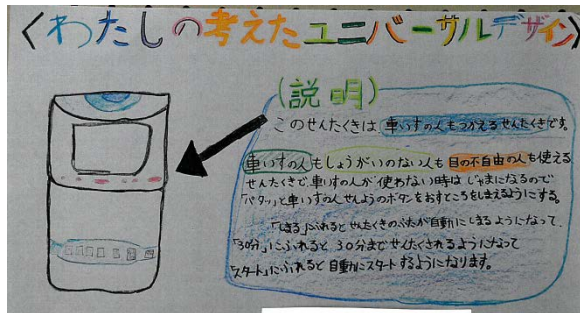 〈わたしの考えたユニバーサルデザイン〉
(説明)
このせんたくきは車いすの人もつかえるせんたくきです。
車いすの人もしょうがいのない人も目の不自由の人も使える
せんたくきで、車いすの人が使わない時はじゃまになるので
「パタッ」と車いすの人せんようのボタンをおすところをしまえるようにする。
「しまる」にふれるとせんたくきのふたが自動にしまるようになって、
「30分」にふれると30分までせんたくされるようになって
「スタート」にふれると自動にスタートするようになります。